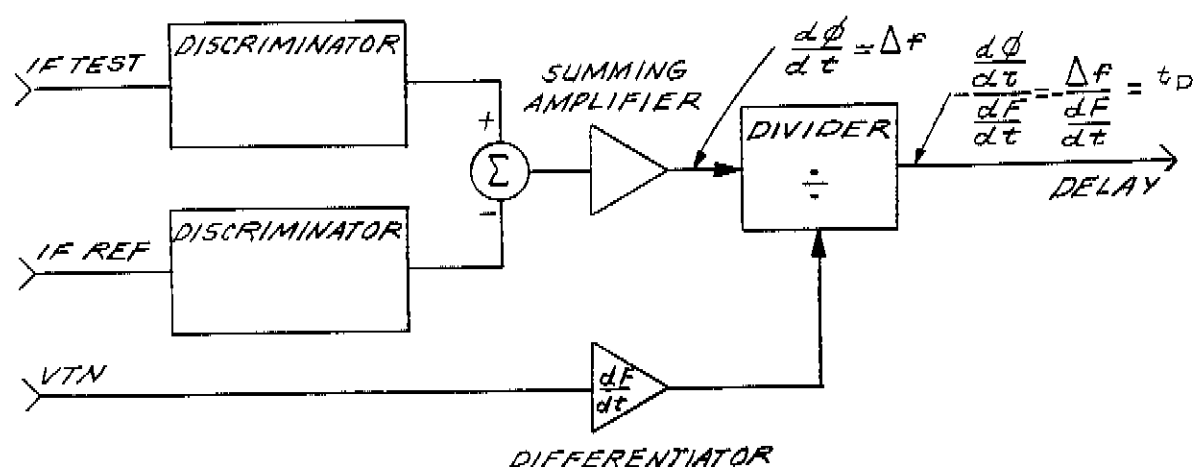 IF TEST
DISCRIMINATOR
SUMMING
AMPLIFIER
dφ/dt = Δf
-(dφ/dt)/(dF/dt) = -Δf/(dF/dt) = tD
+
Σ
-
DIVIDER
÷
DELAY
IF REF
DISCRIMINATOR
VTN
dF/dt
DIFFERENTIATOR